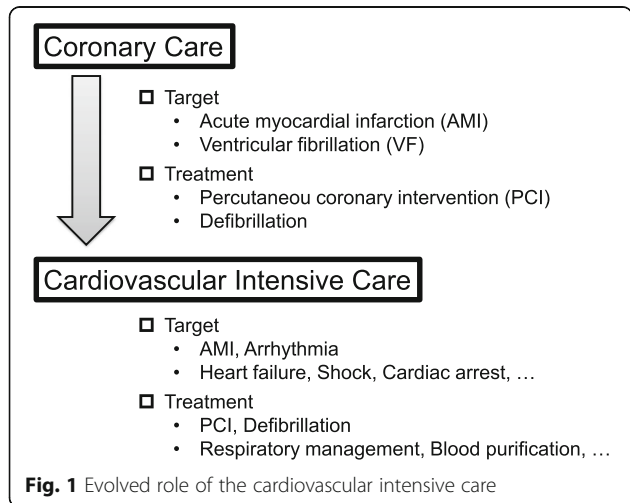 Coronary Care
Target
• Acute myocardial infarction (AMI)
• Ventricular fibrillation (VF)
Treatment
• Percutaneou coronary intervention (PCI)
• Defibrillation
Cardiovascular Intensive Care
Target
• AMI, Arrhythmia
• Heart failure, Shock, Cardiac arrest, …
Treatment
• PCI, Defibrillation
• Respiratory management, Blood purification, …
Fig. 1 Evolved role of the cardiovascular intensive care